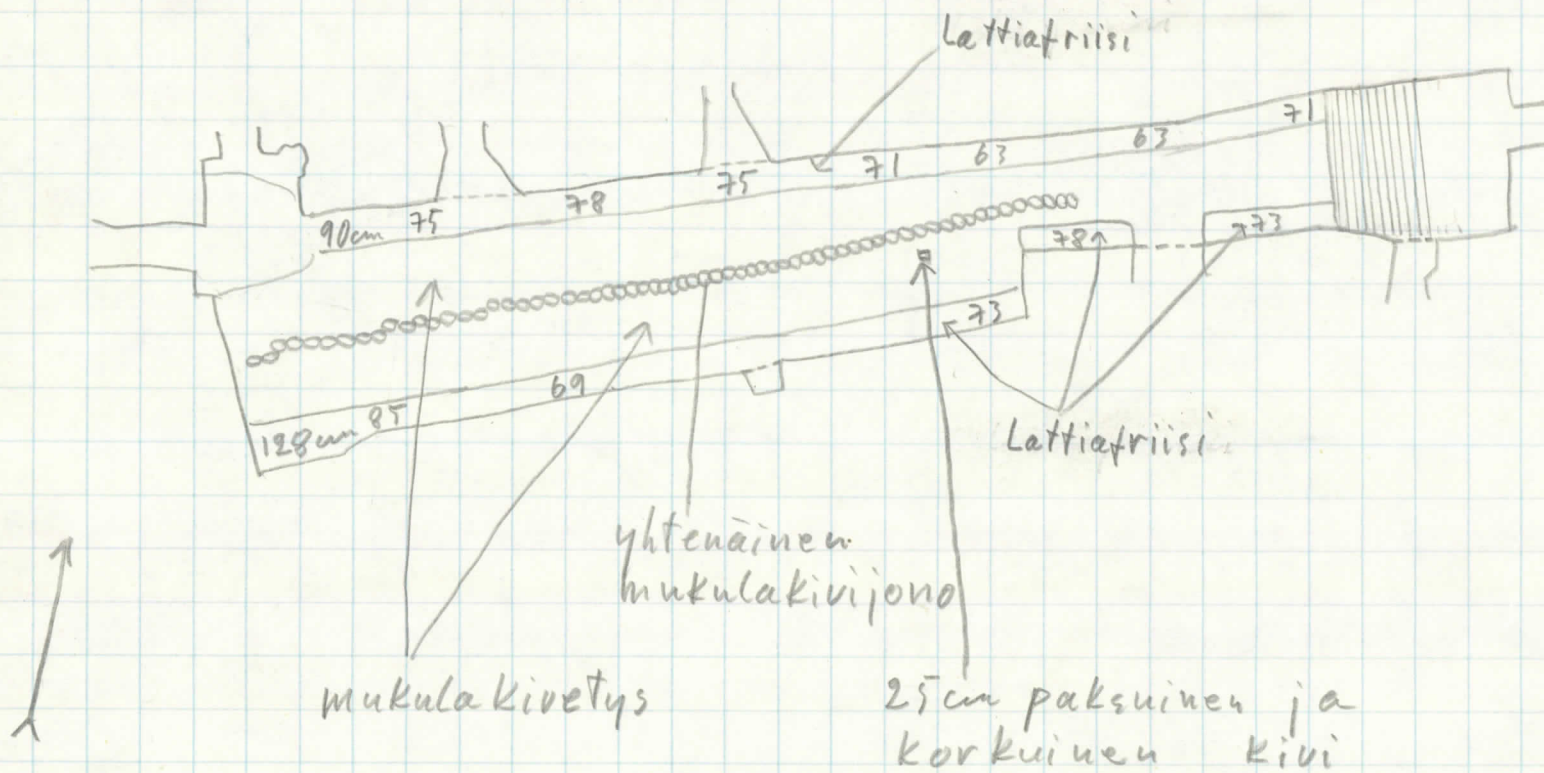 Lattiafriisi
71
63
63
71
75
78
75
90cm
78
73
73
69
85
128cm
Lattiafriisi
yhtenäinen
mukulakivijono
mukulakivetys
25cm paksuinen ja
korkuinen kivi